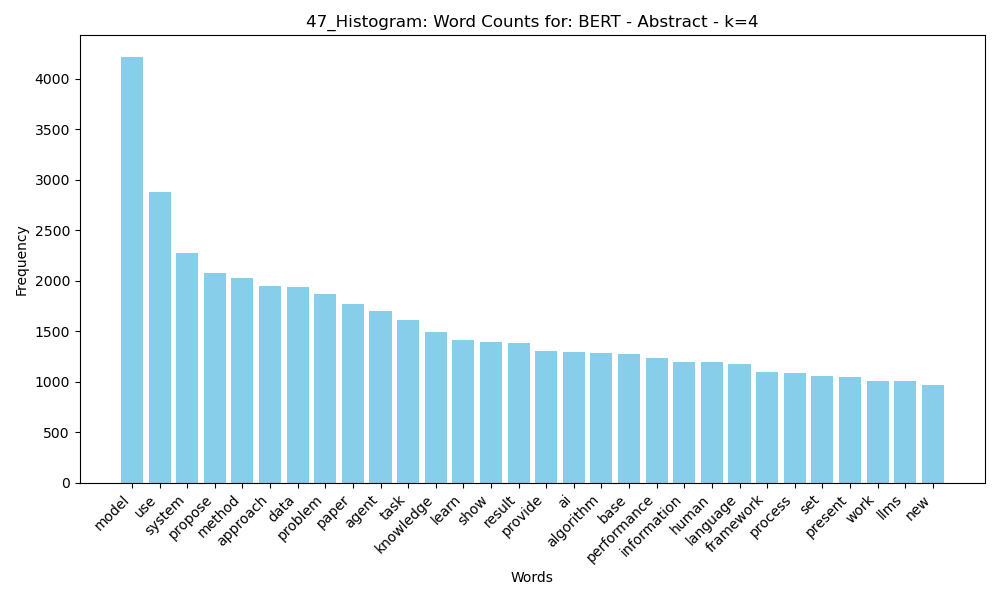 47_Histogram: Word Counts for: BERT - Abstract - k=4
Frequency
4000
3500
3000
2500
2000
1500
1000
500
0
model
use
system
propose
method
approach
data
problem
paper
agent
task
knowledge
learn
show
result
provide
ai
algorithm
base
performance
information
human
language
framework
process
set
present
work
llms
new
Words